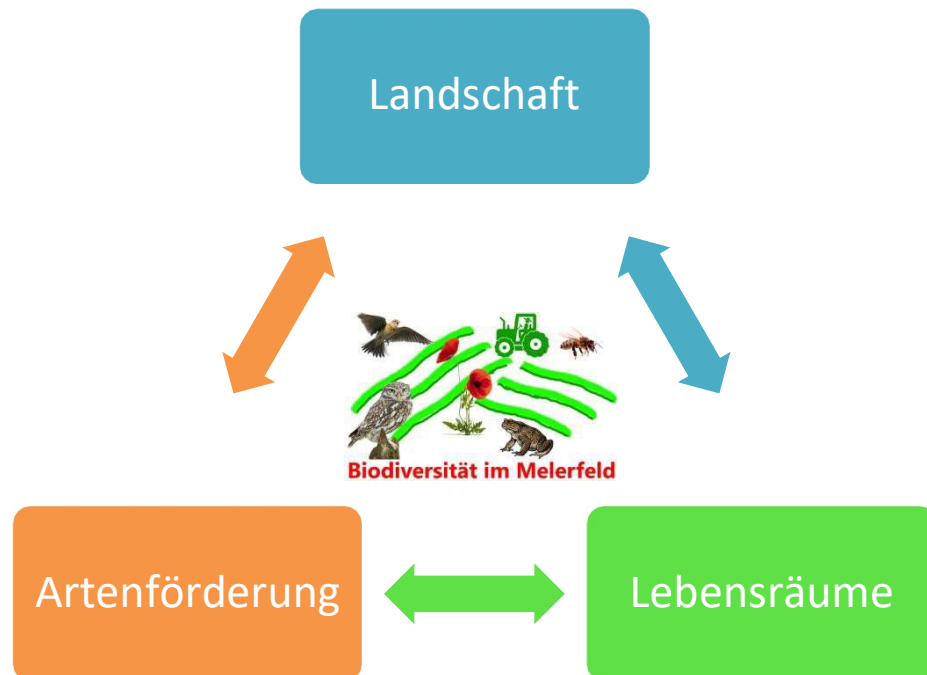 Landschaft
Biodiversität im Melerfeld
Artenförderung
Lebensräume